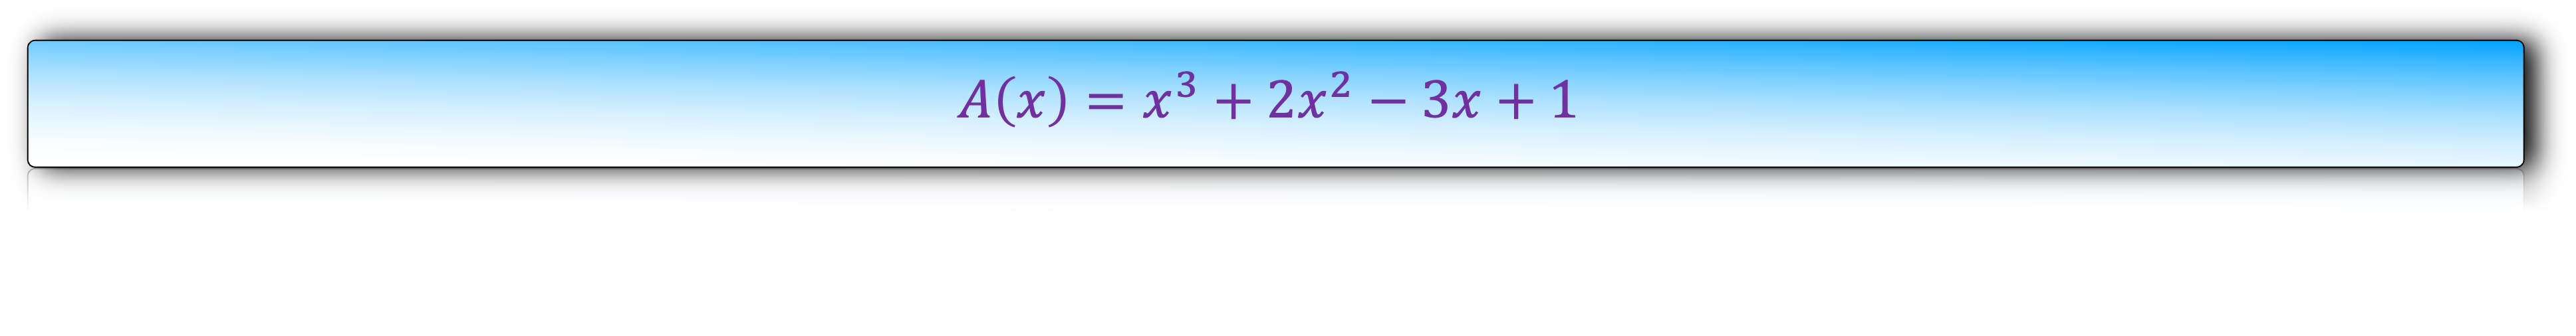 A(x) = x³ + 2x² − 3x + 1